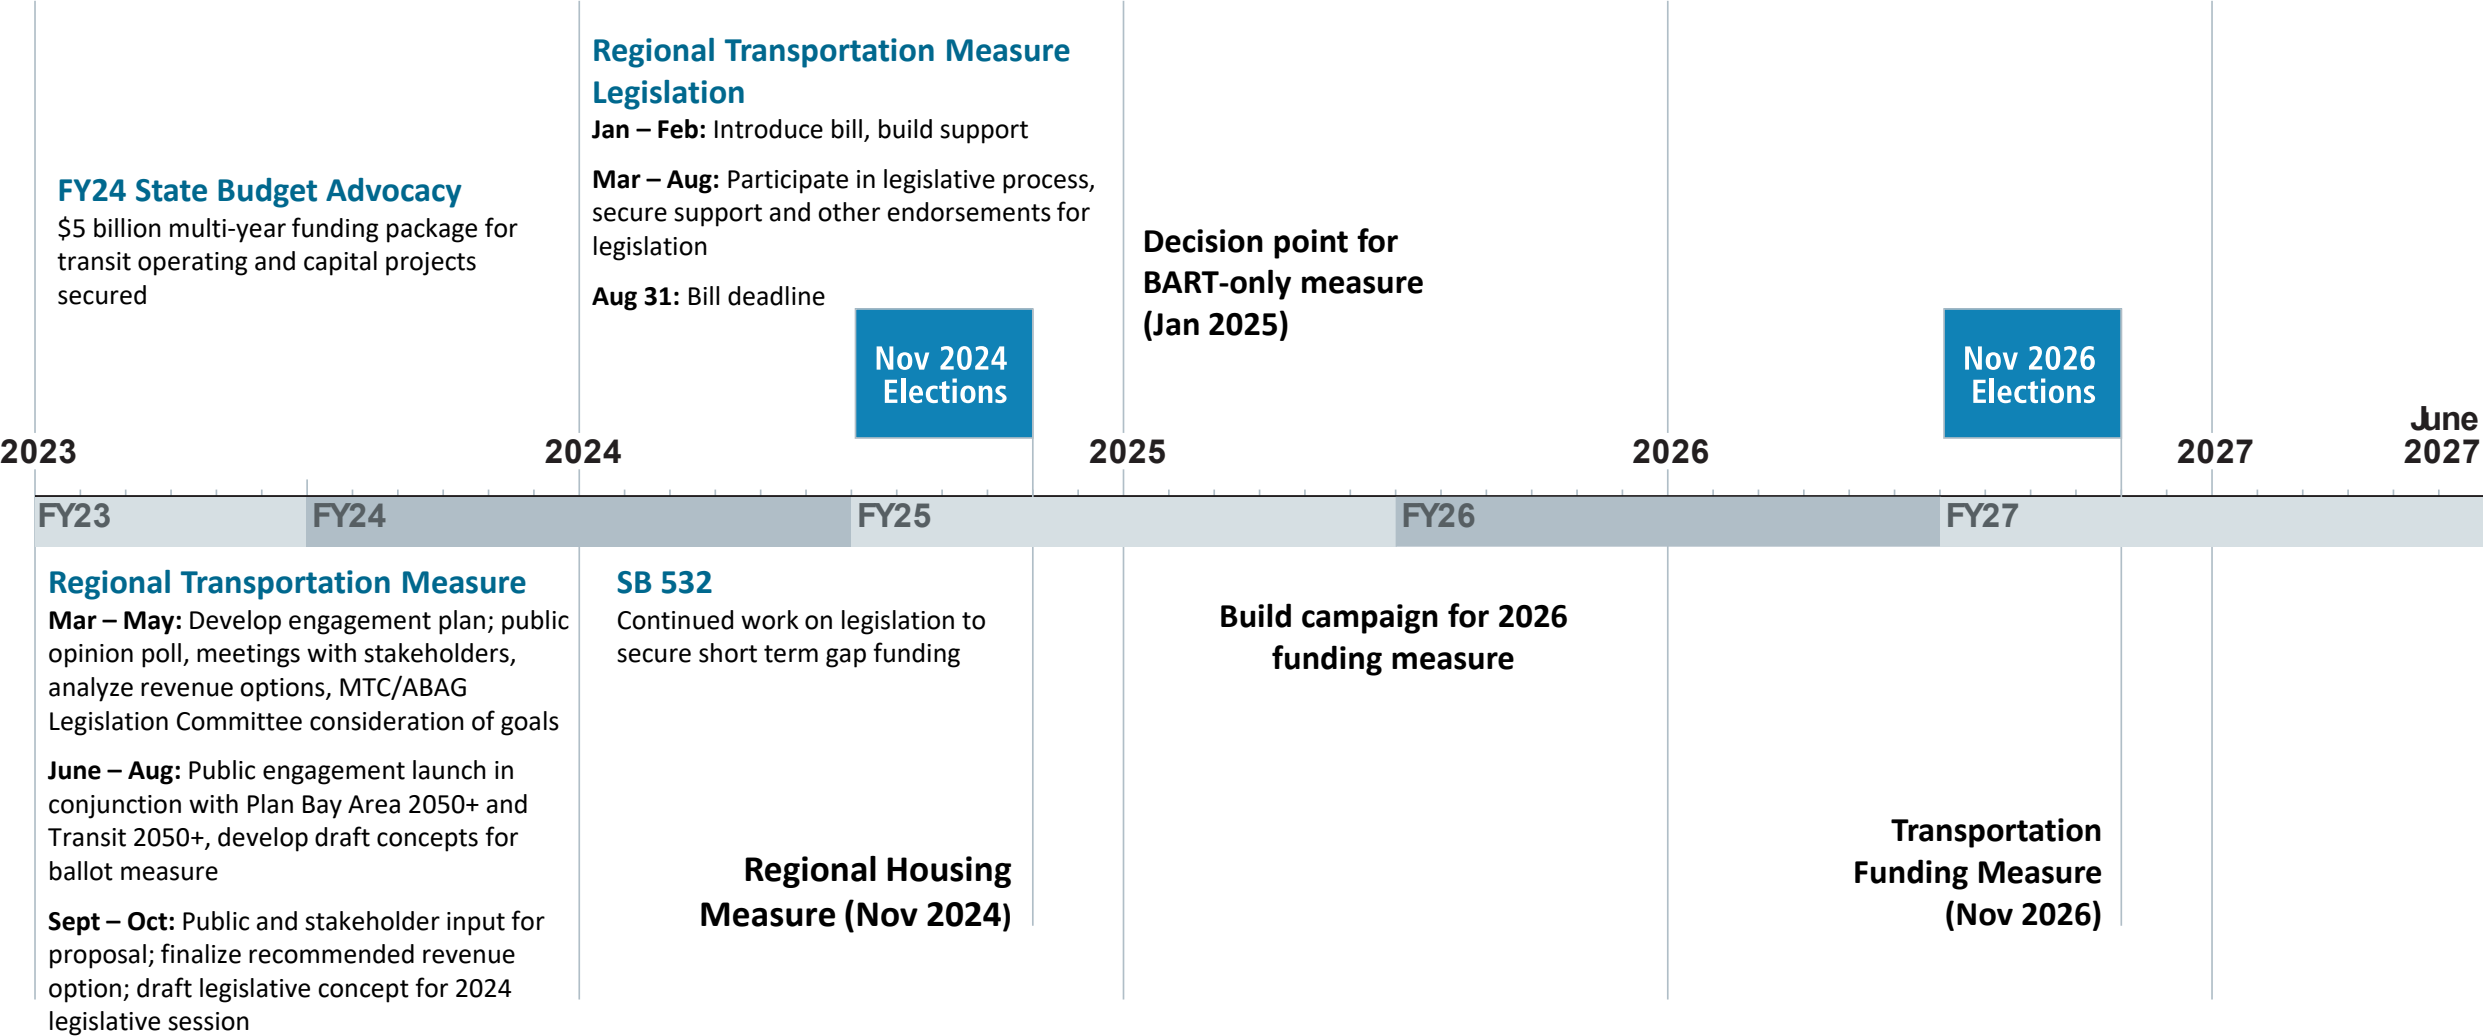 Regional Transportation Measure
Legislation
Jan – Feb: Introduce bill, build support
Mar – Aug: Participate in legislative process,
secure support and other endorsements for
legislation
Aug 31: Bill deadline
FY24 State Budget Advocacy
$5 billion multi-year funding package for
transit operating and capital projects
secured
Decision point for
BART-only measure
(Jan 2025)
Nov 2024
Elections
Nov 2026
Elections
2023
2024
2025
2026
2027
June
2027
FY23
FY24
FY25
FY26
FY27
Regional Transportation Measure
Mar – May: Develop engagement plan; public
opinion poll, meetings with stakeholders,
analyze revenue options, MTC/ABAG
Legislation Committee consideration of goals
June – Aug: Public engagement launch in
conjunction with Plan Bay Area 2050+ and
Transit 2050+, develop draft concepts for
ballot measure
Sept – Oct: Public and stakeholder input for
proposal; finalize recommended revenue
option; draft legislative concept for 2024
legislative session
SB 532
Continued work on legislation to
secure short term gap funding
Regional Housing
Measure (Nov 2024)
Build campaign for 2026
funding measure
Transportation
Funding Measure
(Nov 2026)